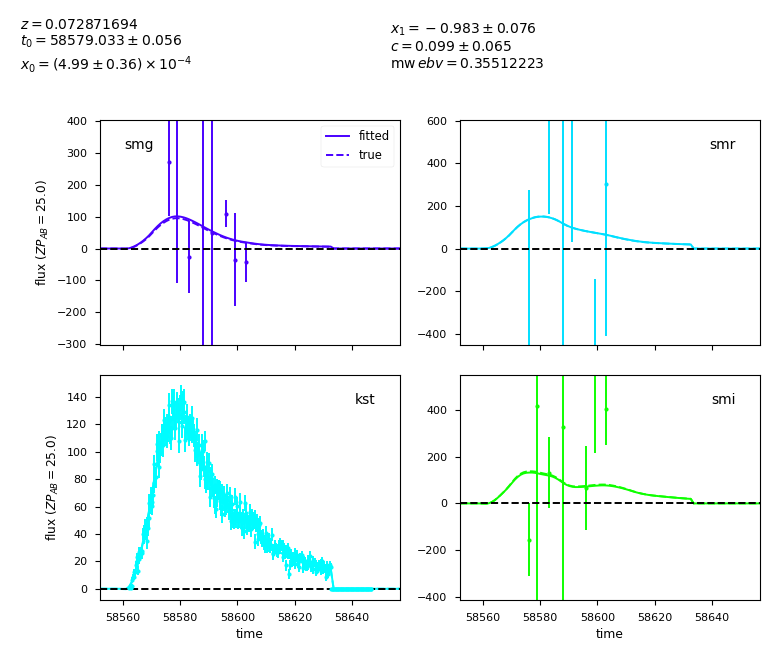 z = 0.072871694
t₀ = 58579.033 ± 0.056
x₀ = (4.99 ± 0.36) × 10⁻⁴
x₁ = −0.983 ± 0.076
c = 0.099 ± 0.065
mw ebv = 0.35512223
400
300
200
100
0
−100
−200
−300
flux (ZP_AB = 25.0)
smg
fitted
true
600
400
200
0
−200
−400
smr
140
120
100
80
60
40
20
0
flux (ZP_AB = 25.0)
kst
58560 58580 58600 58620 58640
time
400
200
0
−200
−400
smi
58560 58580 58600 58620 58640
time